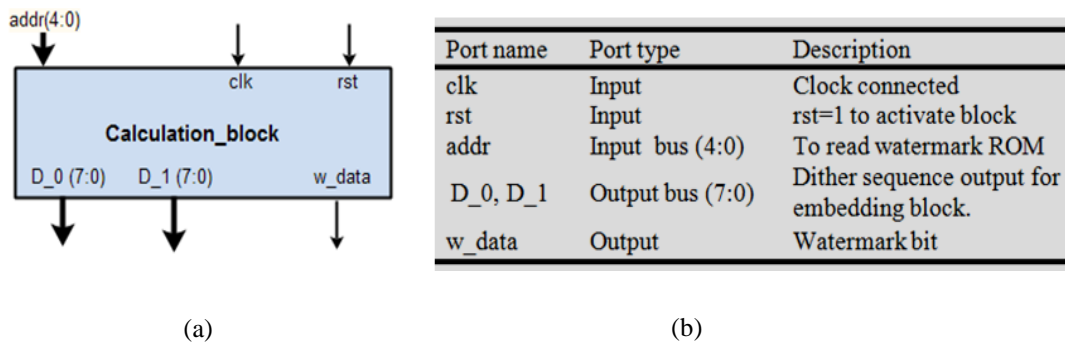 addr(4:0)
clk rst
Calculation_block
D_0 (7:0) D_1 (7:0) w_data
Port name Port type Description
clk Input Clock connected
rst Input rst=1 to activate block
addr Input bus (4:0) To read watermark ROM
D_0, D_1 Output bus (7:0) Dither sequence output for
embedding block.
w_data Output Watermark bit
(a) (b)